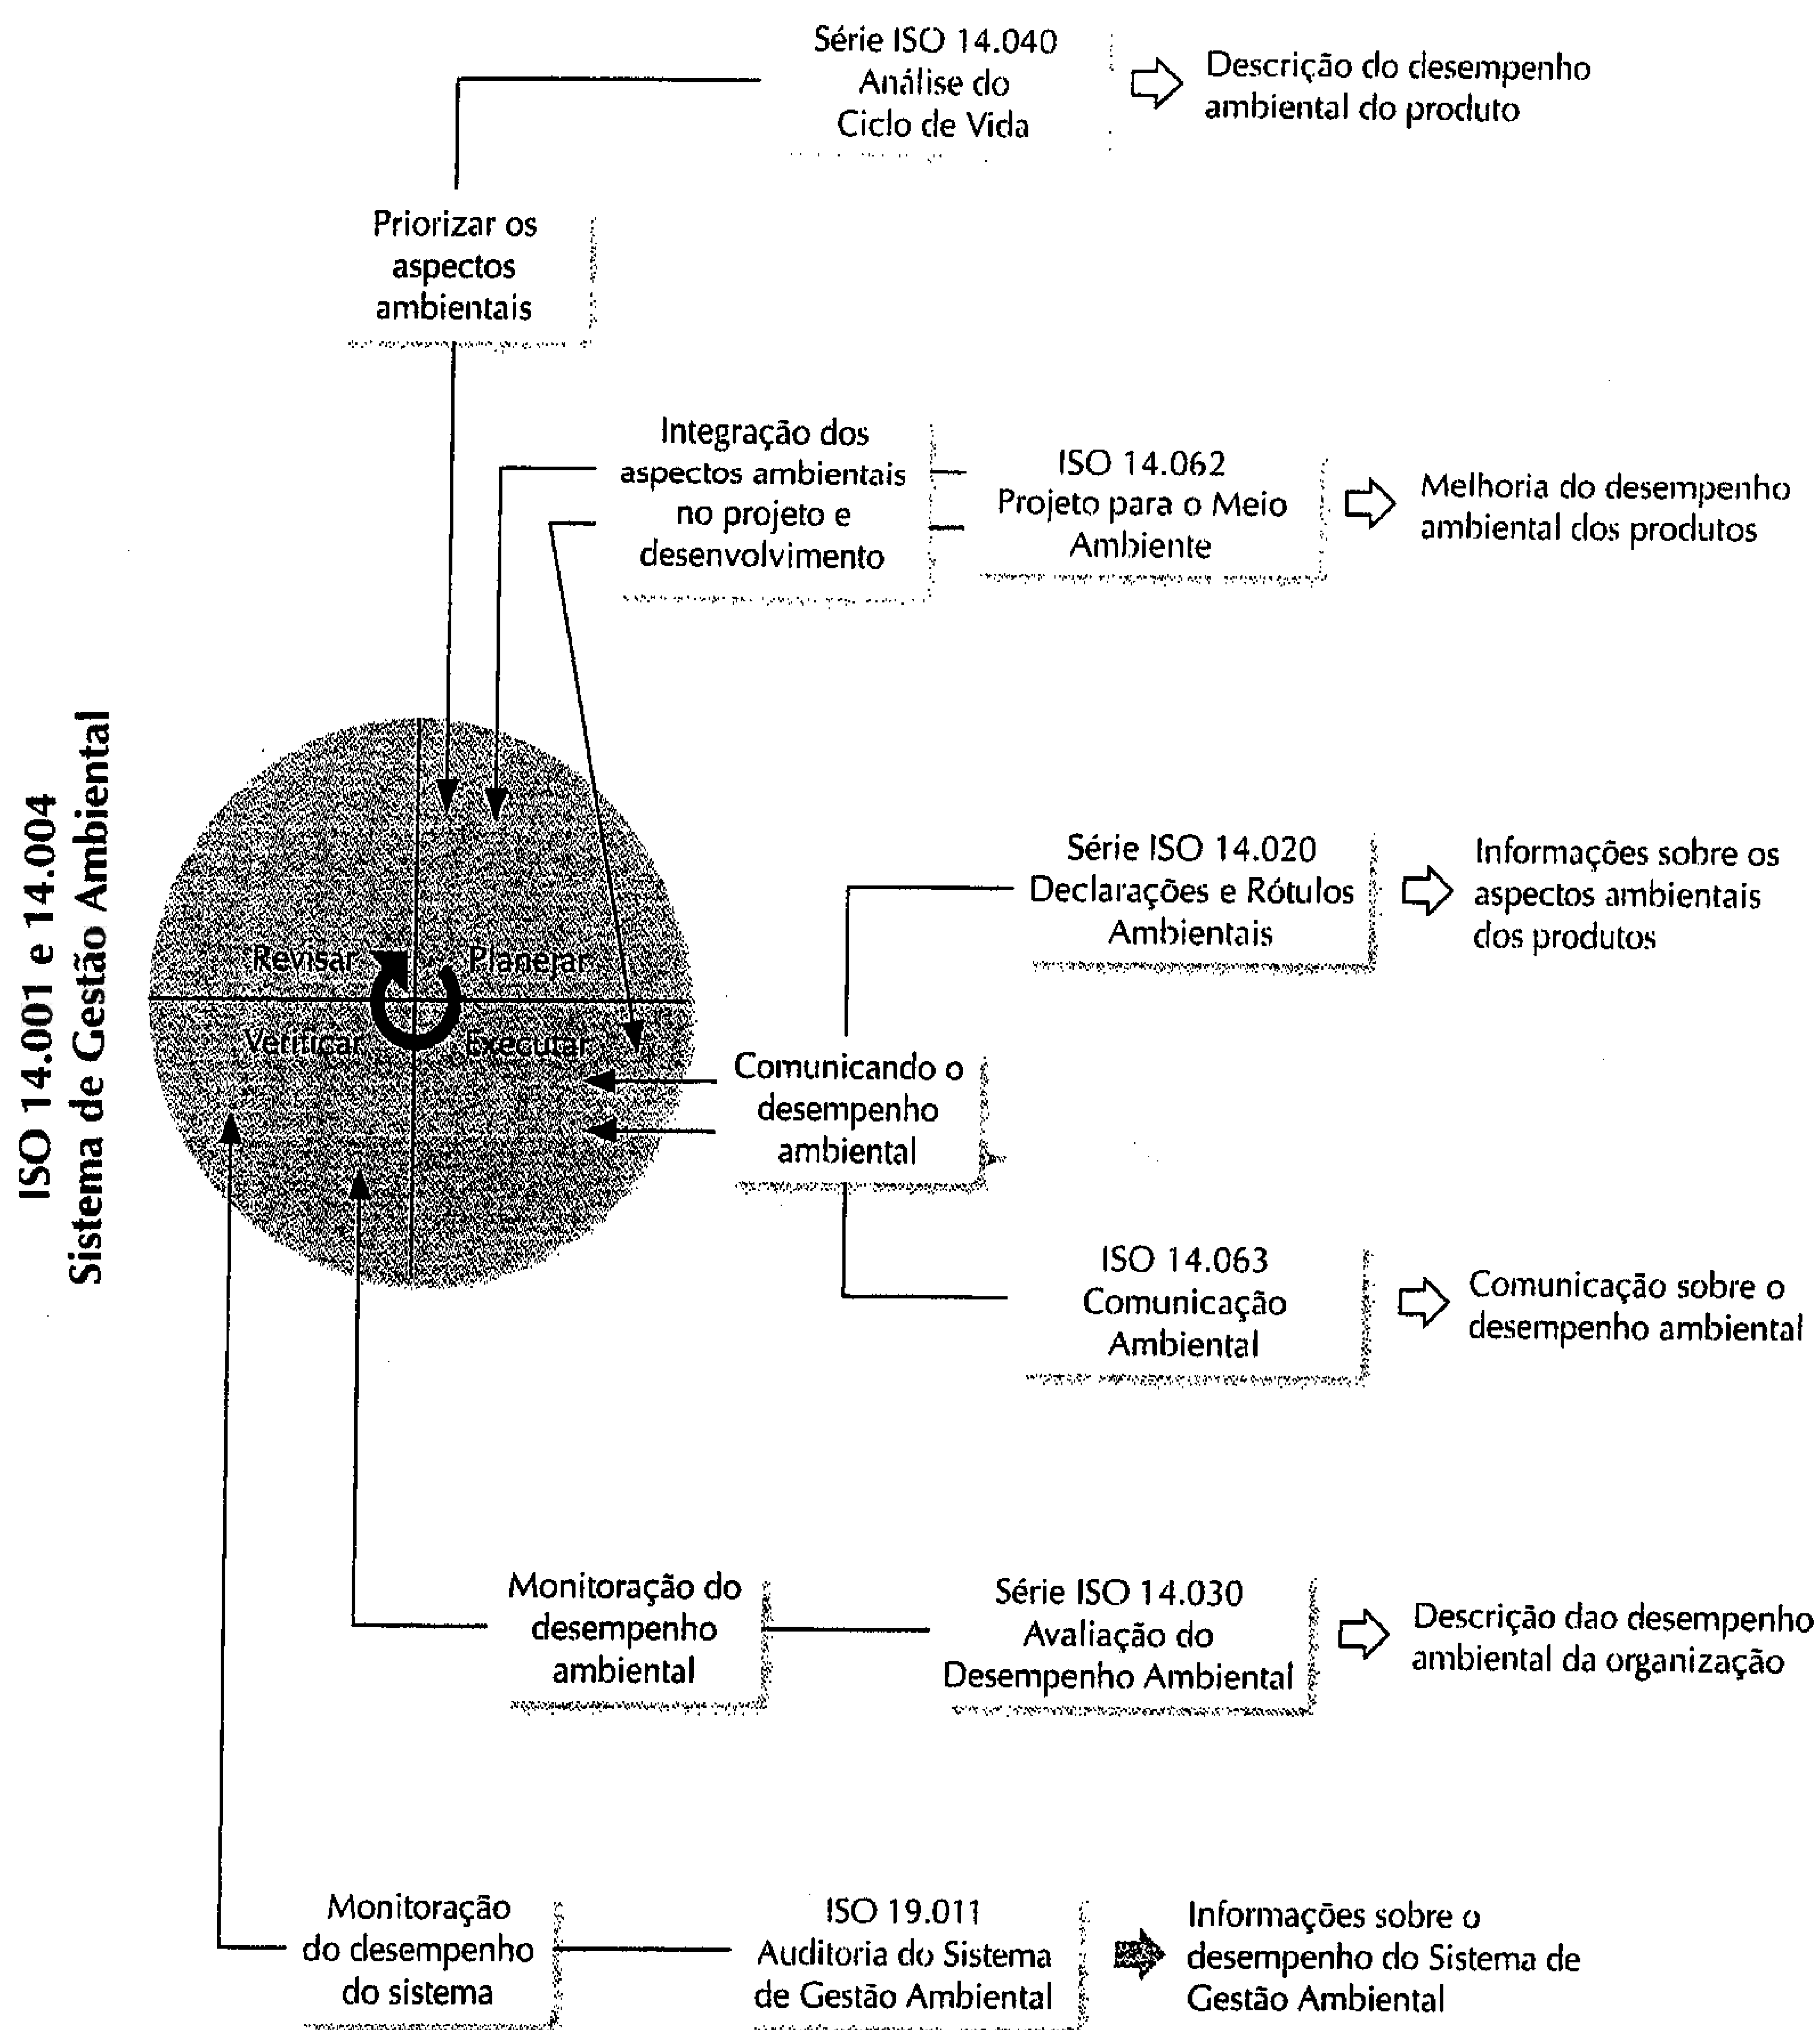 Série ISO 14.040
Análise do
Ciclo de Vida
Descrição do desempenho
ambiental do produto
Priorizar os
aspectos
ambientais
Integração dos
aspectos ambientais
no projeto e
desenvolvimento
ISO 14.062
Projeto para o Meio
Ambiente
Melhoria do desempenho
ambiental dos produtos
ISO 14.001 e 14.004
Sistema de Gestão Ambiental
Revisar
Planejar
Verificar
Executar
Série ISO 14.020
Declarações e Rótulos
Ambientais
Informações sobre os
aspectos ambientais
dos produtos
Comunicando o
desempenho
ambiental
ISO 14.063
Comunicação
Ambiental
Comunicação sobre o
desempenho ambiental
Monitoração do
desempenho
ambiental
Série ISO 14.030
Avaliação do
Desempenho Ambiental
Descrição dao desempenho
ambiental da organização
Monitoração
do desempenho
do sistema
ISO 19.011
Auditoria do Sistema
de Gestão Ambiental
Informações sobre o
desempenho do Sistema de
Gestão Ambiental